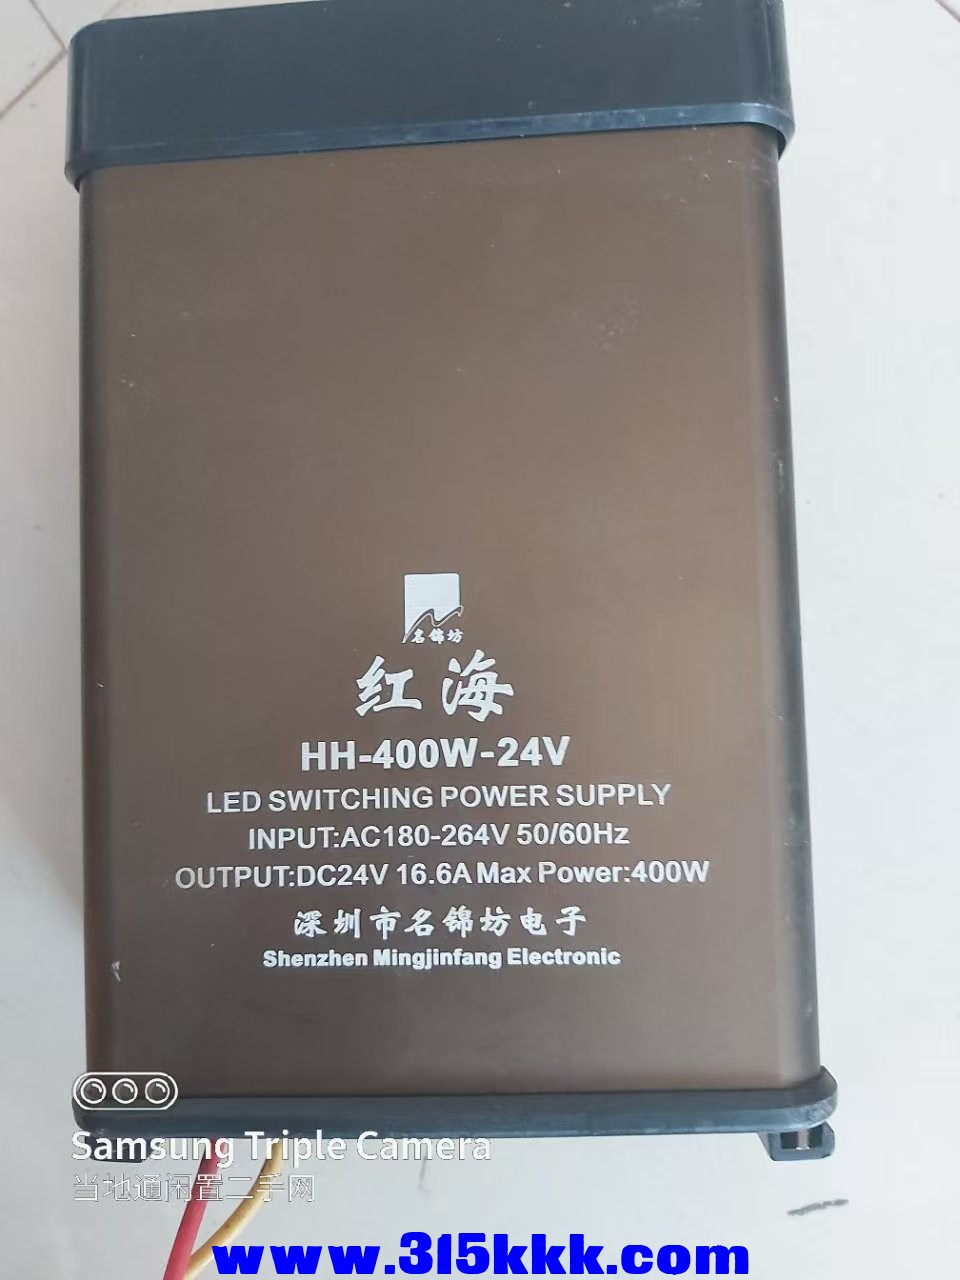 名锦坊
红海
HH-400W-24V
LED SWITCHING POWER SUPPLY
INPUT:AC180-264V 50/60Hz
OUTPUT:DC24V 16.6A Max Power:400W
深圳市名锦坊电子
Shenzhen Mingjinfang Electronic
Samsung Triple Camera
当地通闲置二手网
www.315kkk.com